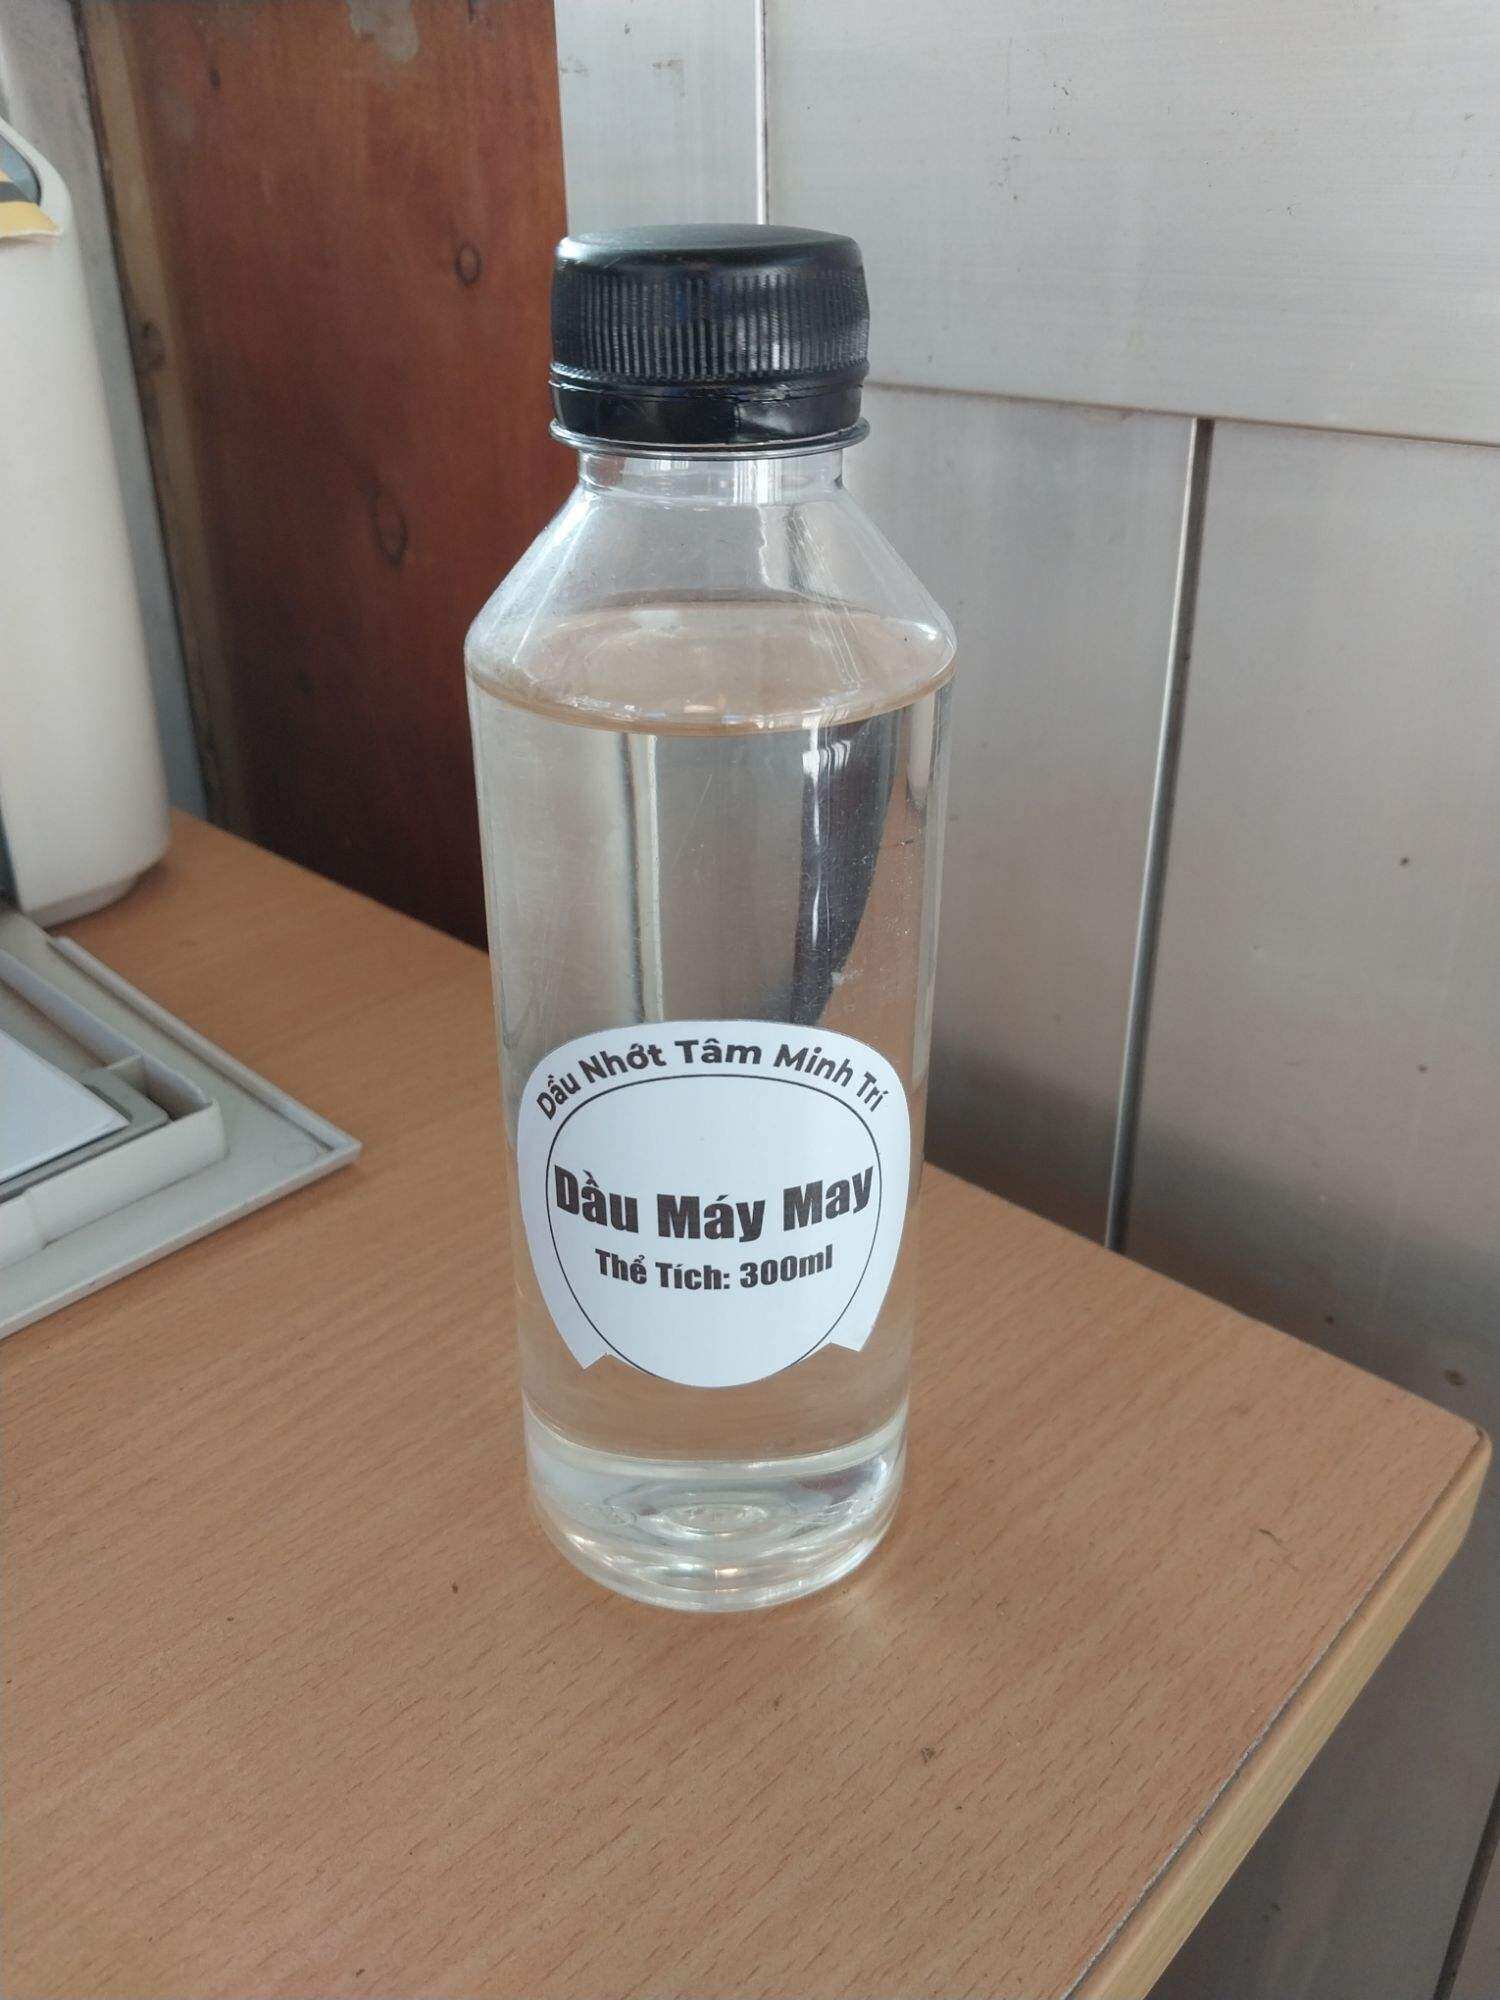 Dầu Nhớt Tâm Minh Trí
Dầu Máy May
Thể Tích: 300ml